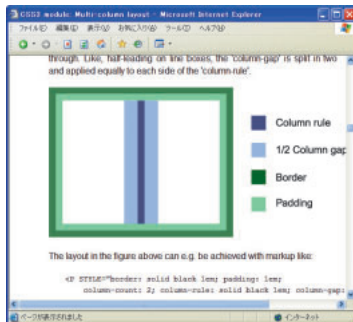 CSS3 module: Multi-column layout - Microsoft Internet Explorer
ファイル(F) 編集(E) 表示(V) お気に入り(A) ツール(T) ヘルプ(H)
through. Like, half-leading on line boxes, the 'column-gap' is split in two
and applied equally to each side of the 'column-rule'.
Column rule
1/2 Column gap
Border
Padding
The layout in the figure above can e.g. be achieved with markup like:
<P STYLE="border: solid black 1em; padding: 1em;
column-count: 2; column-rule: solid black 1em; column-gap:
ページが表示されました
インターネット